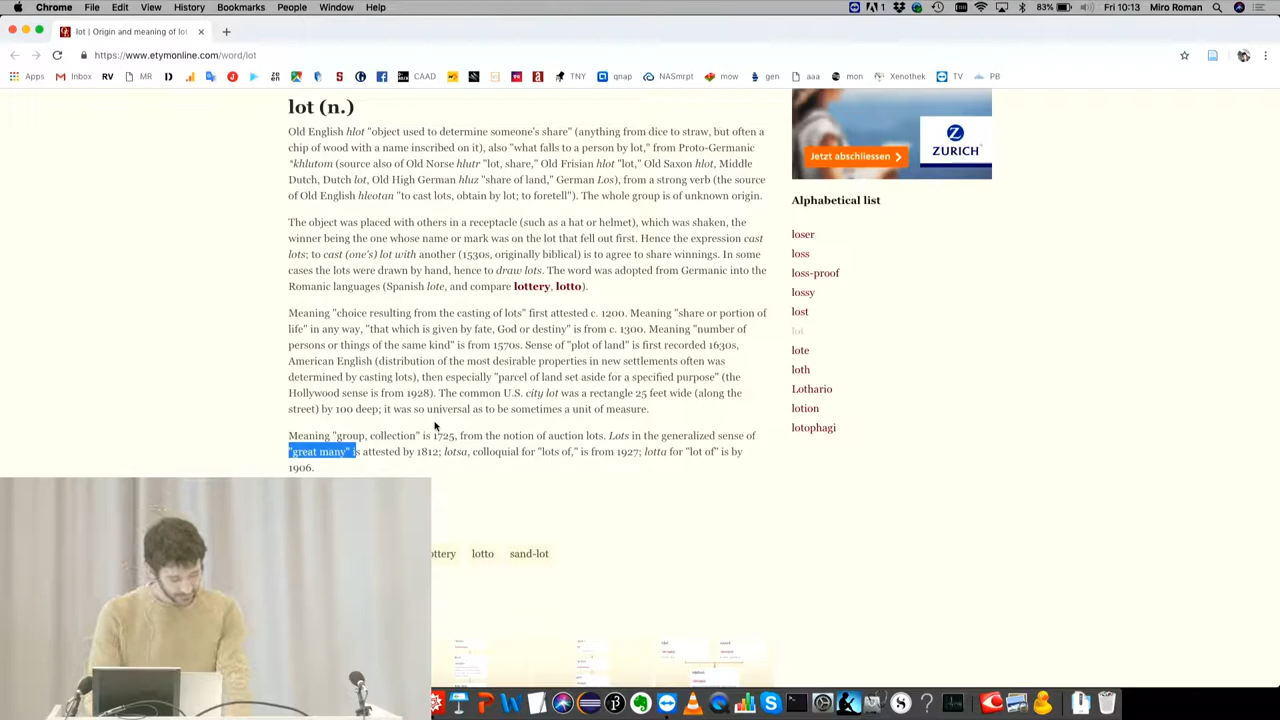 Chrome File Edit View History Bookmarks People Window Help 1 83% Fri 10:13 Miro Roman
lot | Origin and meaning of lot
https://www.etymonline.com/word/lot
Apps Inbox RV MR CAAD TNY qnap NASmrpt mow gen aaa mon Xenothek TV PB
lot (n.)
Old English hlot "object used to determine someone's share" (anything from dice to straw, but often a
chip of wood with a name inscribed on it), also "what falls to a person by lot," from Proto-Germanic
*khlutom (source also of Old Norse hlutr "lot, share," Old Frisian hlot "lot," Old Saxon hlot, Middle
Dutch, Dutch lot, Old High German hluz "share of land," German Los), from a strong verb (the source
of Old English hleotan "to cast lots, obtain by lot; to foretell"). The whole group is of unknown origin.
The object was placed with others in a receptacle (such as a hat or helmet), which was shaken, the
winner being the one whose name or mark was on the lot that fell out first. Hence the expression cast
lots; to cast (one's) lot with another (1530s, originally biblical) is to agree to share winnings. In some
cases the lots were drawn by hand, hence to draw lots. The word was adopted from Germanic into the
Romanic languages (Spanish lote, and compare lottery, lotto).
Meaning "choice resulting from the casting of lots" first attested c. 1200. Meaning "share or portion of
life" in any way, "that which is given by fate, God or destiny" is from c. 1300. Meaning "number of
persons or things of the same kind" is from 1570s. Sense of "plot of land" is first recorded 1630s,
American English (distribution of the most desirable properties in new settlements often was
determined by casting lots), then especially "parcel of land set aside for a specified purpose" (the
Hollywood sense is from 1928). The common U.S. city lot was a rectangle 25 feet wide (along the
street) by 100 deep; it was so universal as to be sometimes a unit of measure.
Meaning "group, collection" is 1725, from the notion of auction lots. Lots in the generalized sense of
"great many" is attested by 1812; lotsa, colloquial for "lots of," is from 1927; lotta for "lot of" is by
1906.
ottery lotto sand-lot
ZURICH
Jetzt abschliessen
Alphabetical list
loser
loss
loss-proof
lossy
lost
lot
lote
loth
Lothario
lotion
lotophagi